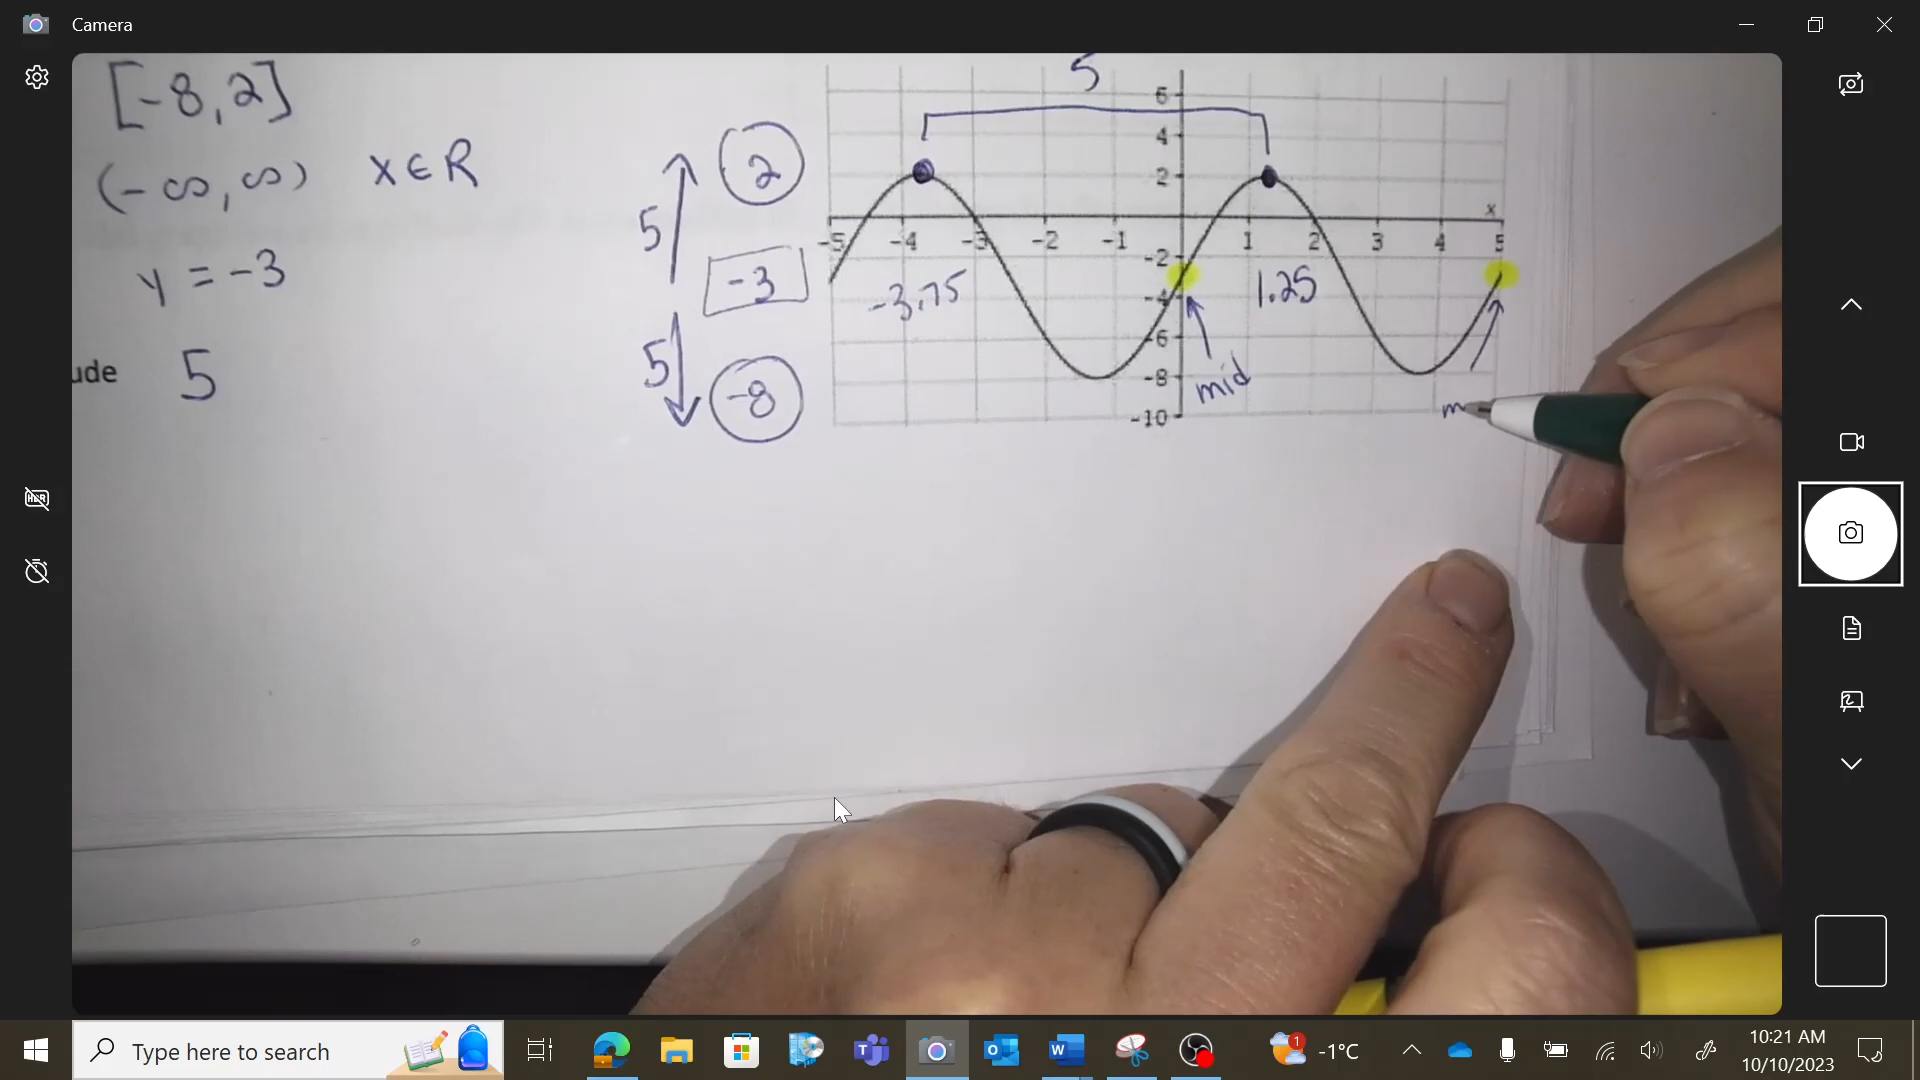 Camera
[-8,2]
(-∞,∞) x∈R
y = -3
ude 5
5
2
-3
5
-8
5
6
4
2
x
-5 -4 -3 -2 -1 1 2 3 4 5
-2
-4
-6
-8
-10
-3.75
1.25
mid
m
Type here to search
1
-1°C
10:21 AM
10/10/2023